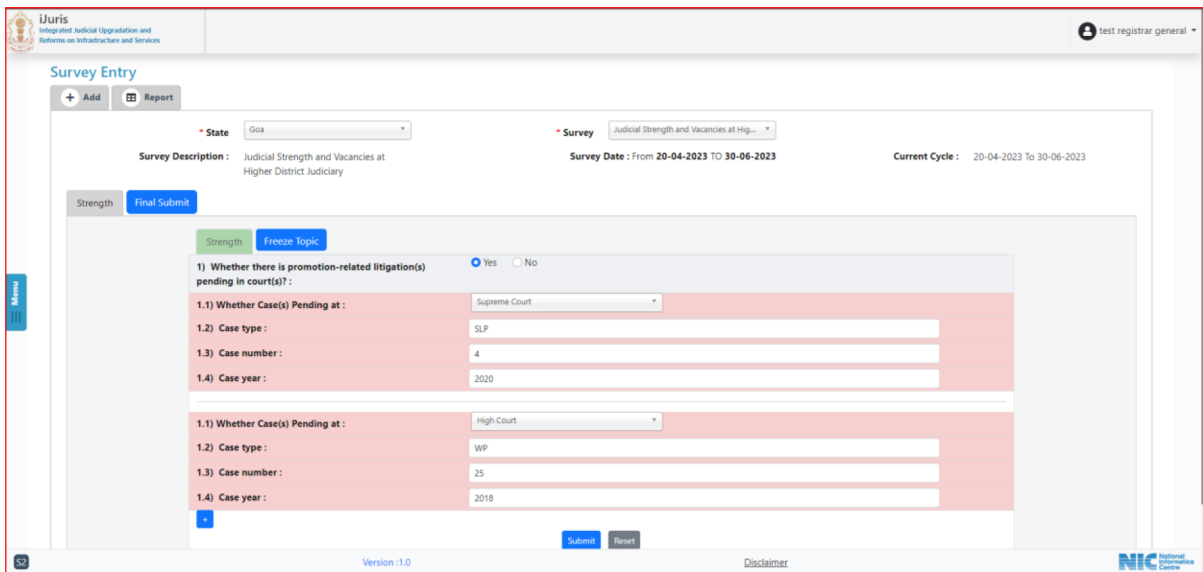 iJuris
Integrated Judicial Upgradation and
Reforms on Infrastructure and Services
test registrar general
Survey Entry
+ Add Report
* State Goa * Survey Judicial Strength and Vacancies at Hig...
Survey Description : Judicial Strength and Vacancies at
Higher District Judiciary
Survey Date : From 20-04-2023 TO 30-06-2023
Current Cycle : 20-04-2023 To 30-06-2023
Strength Final Submit
Strength Freeze Topic
1) Whether there is promotion-related litigation(s)
pending in court(s)? :
Yes No
1.1) Whether Case(s) Pending at : Supreme Court
1.2) Case type : SLP
1.3) Case number : 4
1.4) Case year : 2020
1.1) Whether Case(s) Pending at : High Court
1.2) Case type : WP
1.3) Case number : 25
1.4) Case year : 2018
+
Submit Reset
Menu
S2 Version :1.0 Disclaimer
NIC National
Informatics
Centre